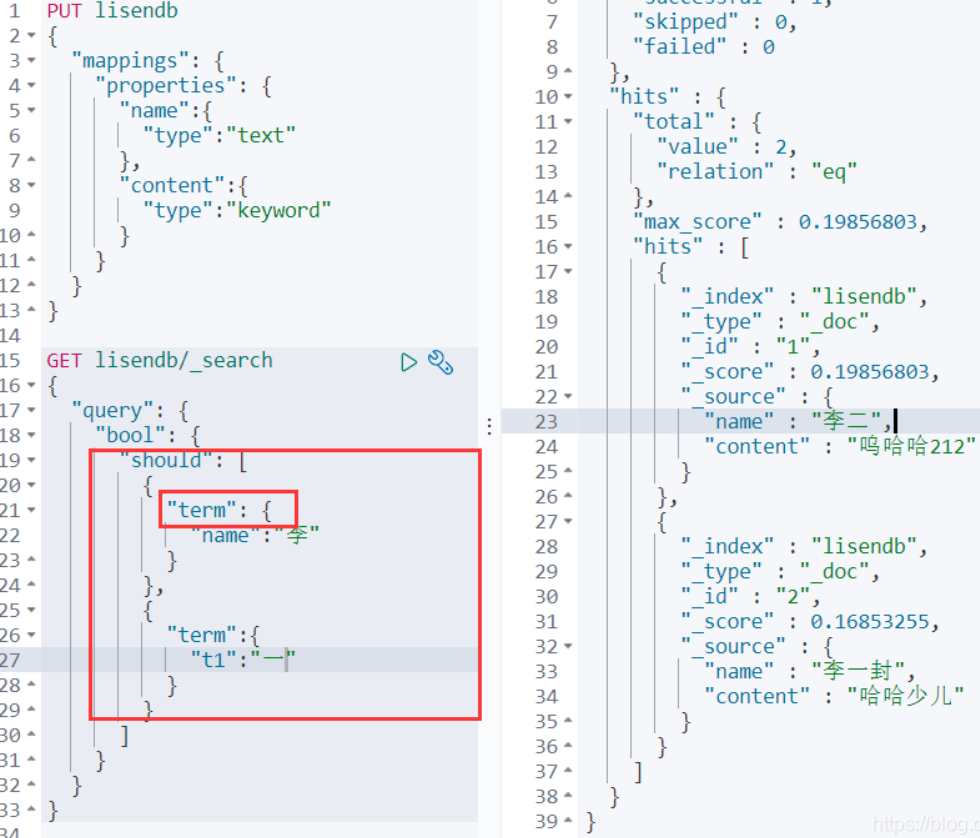 1 PUT lisendb
2 {
3 "mappings": {
4 "properties": {
5 "name":{
6 "type":"text"
7 },
8 "content":{
9 "type":"keyword"
10 }
11 }
12 }
13 }
14
15 GET lisendb/_search
16 {
17 "query": {
18 "bool": {
19 "should": [
20 {
21 "term": {
22 "name":"李"
23 }
24 },
25 {
26 "term":{
27 "t1":"一"
28 }
29 }
30 ]
31 }
32 }
33 }
34
7 "skipped" : 0,
8 "failed" : 0
9 },
10 "hits" : {
11 "total" : {
12 "value" : 2,
13 "relation" : "eq"
14 },
15 "max_score" : 0.19856803,
16 "hits" : [
17 {
18 "_index" : "lisendb",
19 "_type" : "_doc",
20 "_id" : "1",
21 "_score" : 0.19856803,
22 "_source" : {
23 "name" : "李二",
24 "content" : "呜哈哈212"
25 }
26 },
27 {
28 "_index" : "lisendb",
29 "_type" : "_doc",
30 "_id" : "2",
31 "_score" : 0.16853255,
32 "_source" : {
33 "name" : "李一封",
34 "content" : "哈哈少儿"
35 }
36 }
37 ]
38 }
39 }
https://blog.c